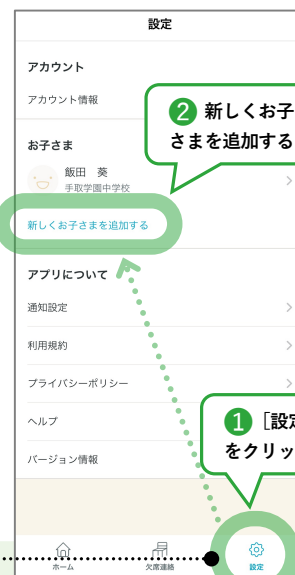 設定
アカウント
アカウント情報
❷ 新しくお子
さまを追加する
お子さま
飯田 葵
手取学園中学校
新しくお子さまを追加する
アプリについて
通知設定
利用規約
プライバシーポリシー
ヘルプ
❶ [設定
をクリッ
バージョン情報
ホーム
欠席連絡
設定